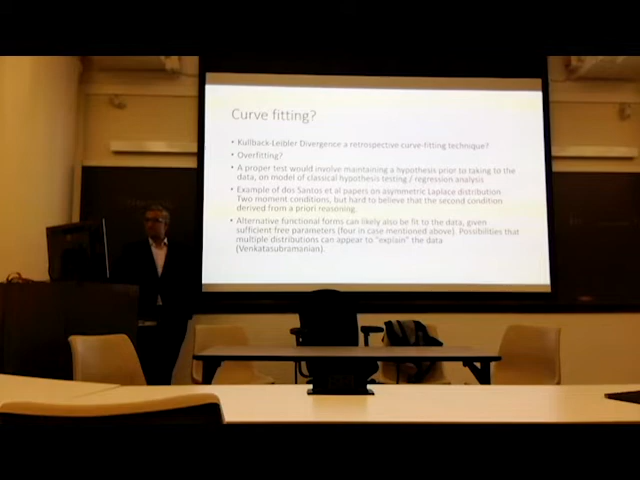 Curve fitting?
• Kullback-Leibler Divergence a retrospective curve-fitting technique?
• Overfitting?
• A proper test would involve maintaining a hypothesis prior to taking to the
data, on model of classical hypothesis testing / regression analysis.
• Example of dos Santos et al papers on asymmetric Laplace distribution.
Two moment conditions, but hard to believe that the second condition
derived from a priori reasoning.
• Alternative functional forms can likely also be fit to the data, given
sufficient free parameters (four in case mentioned above). Possibilities that
multiple distributions can appear to "explain" the data
(Venkatasubramanian).